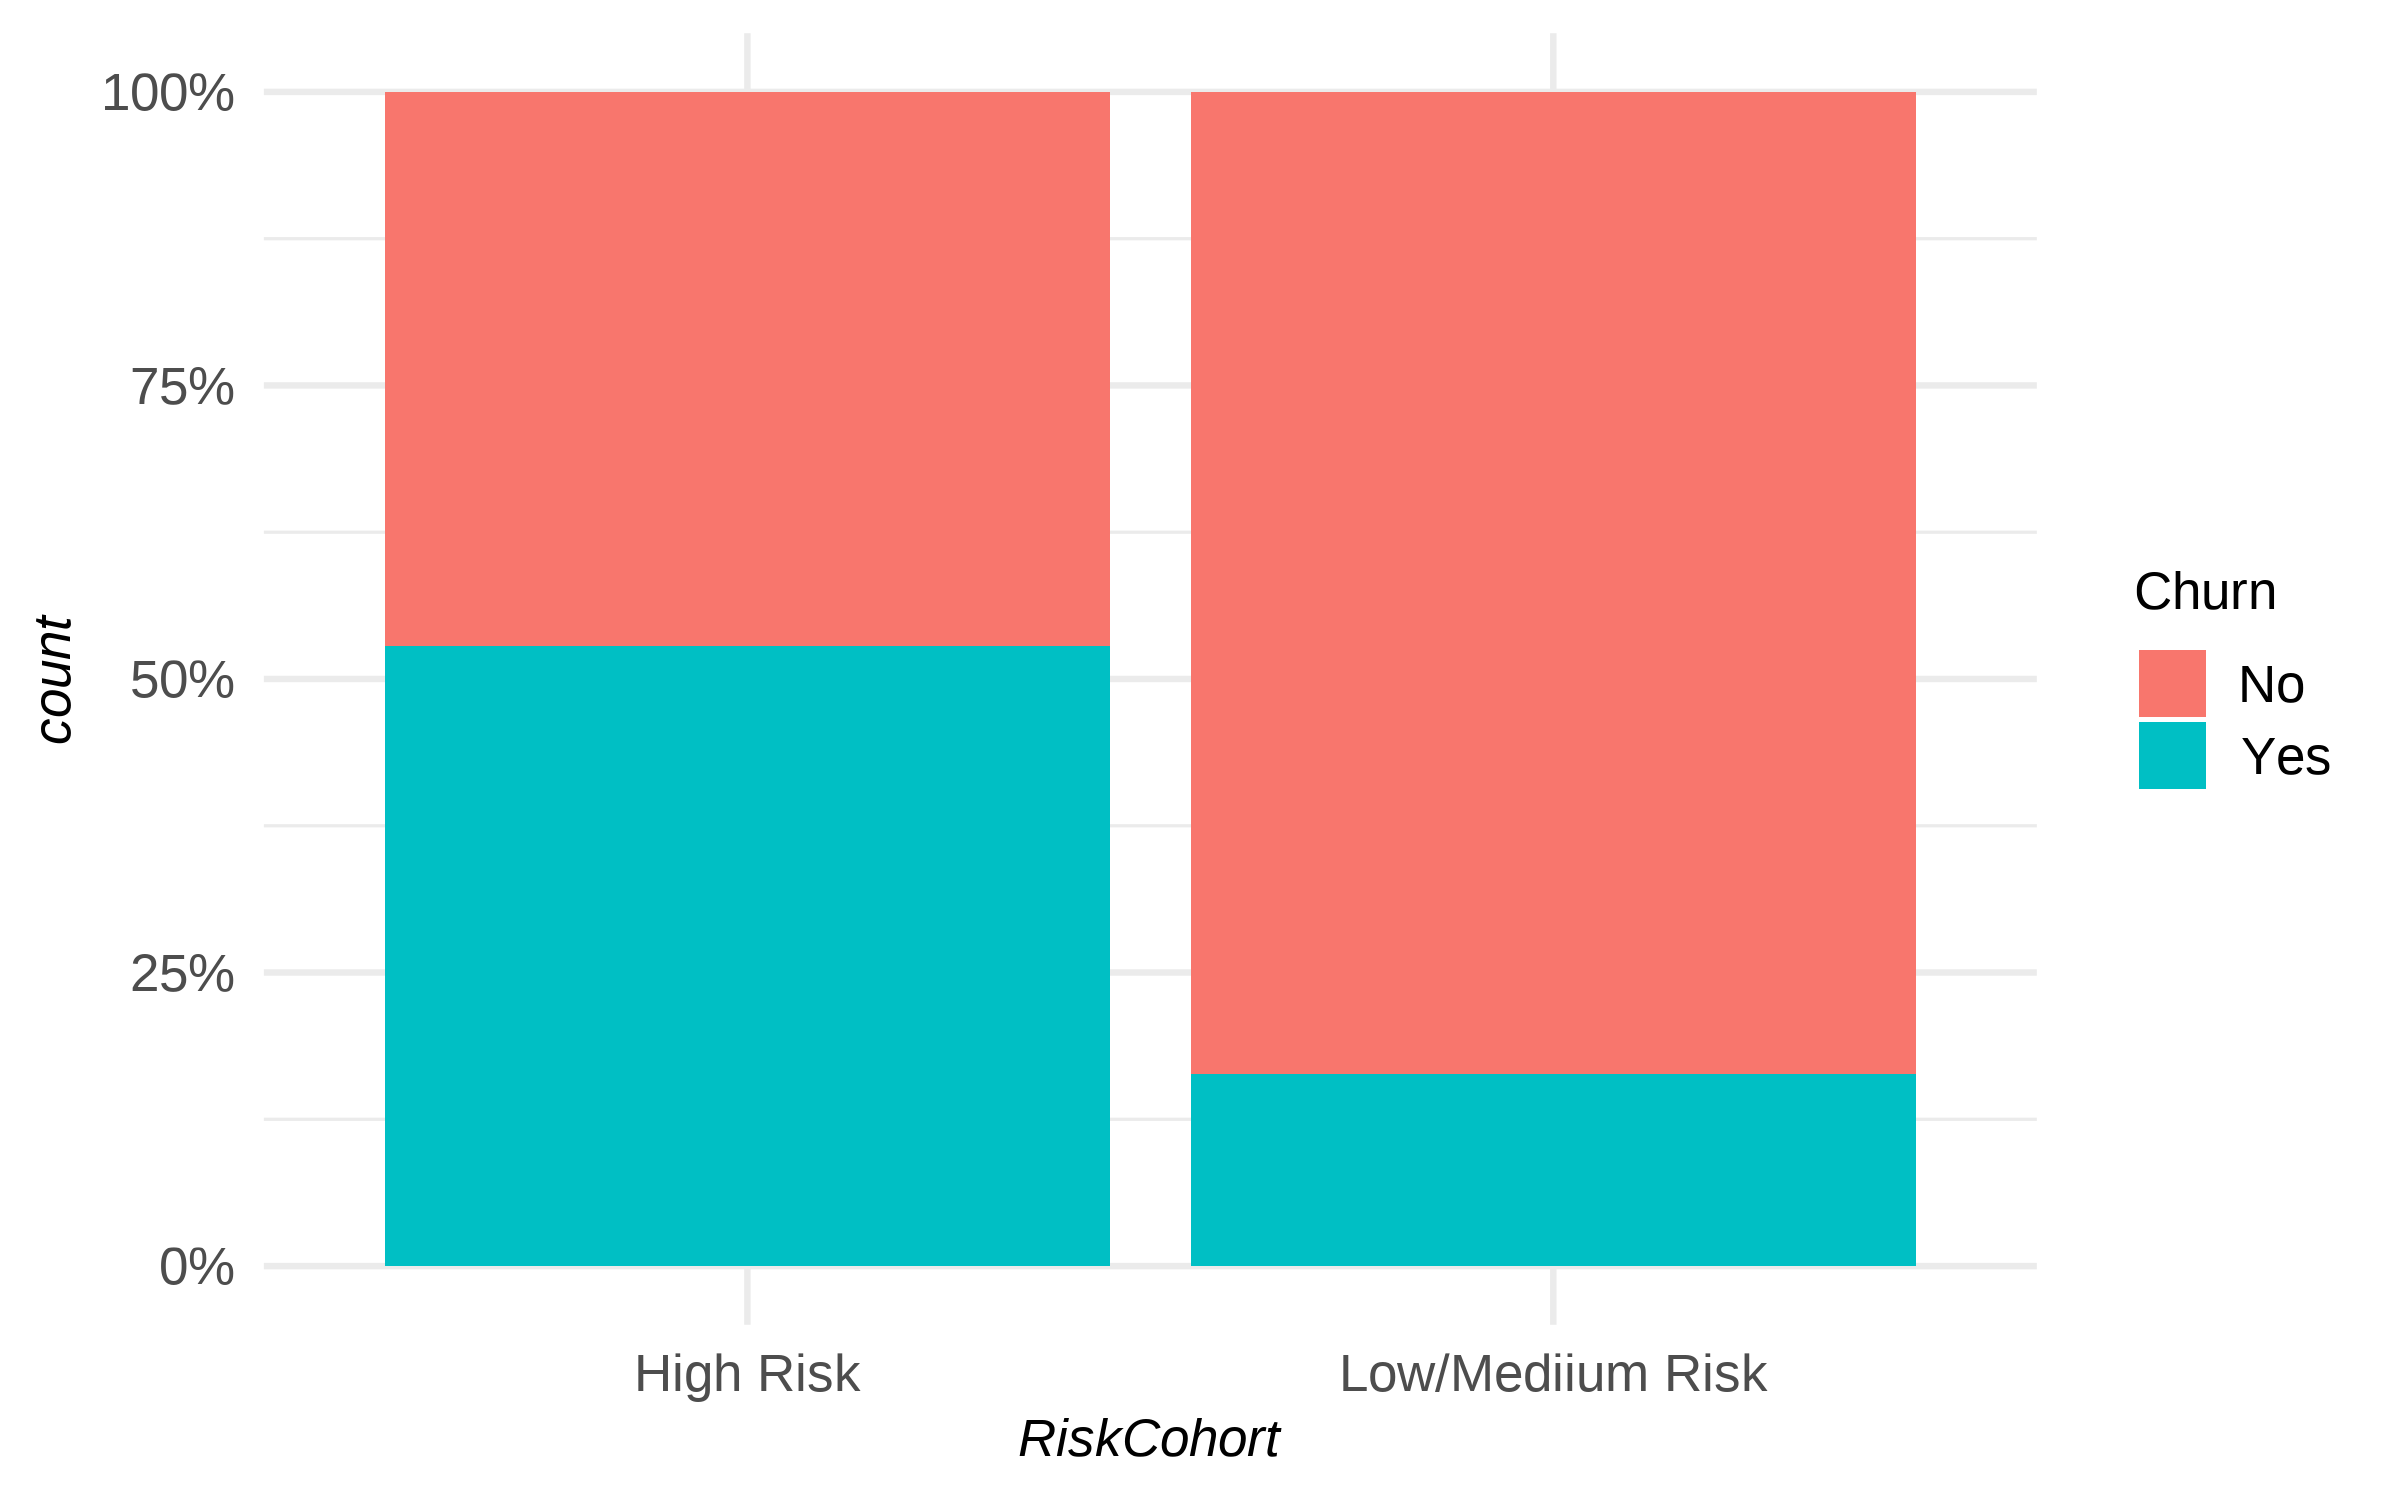 100%
75%
50%
25%
0%
count
High Risk
Low/Mediium Risk
RiskCohort
Churn
No
Yes